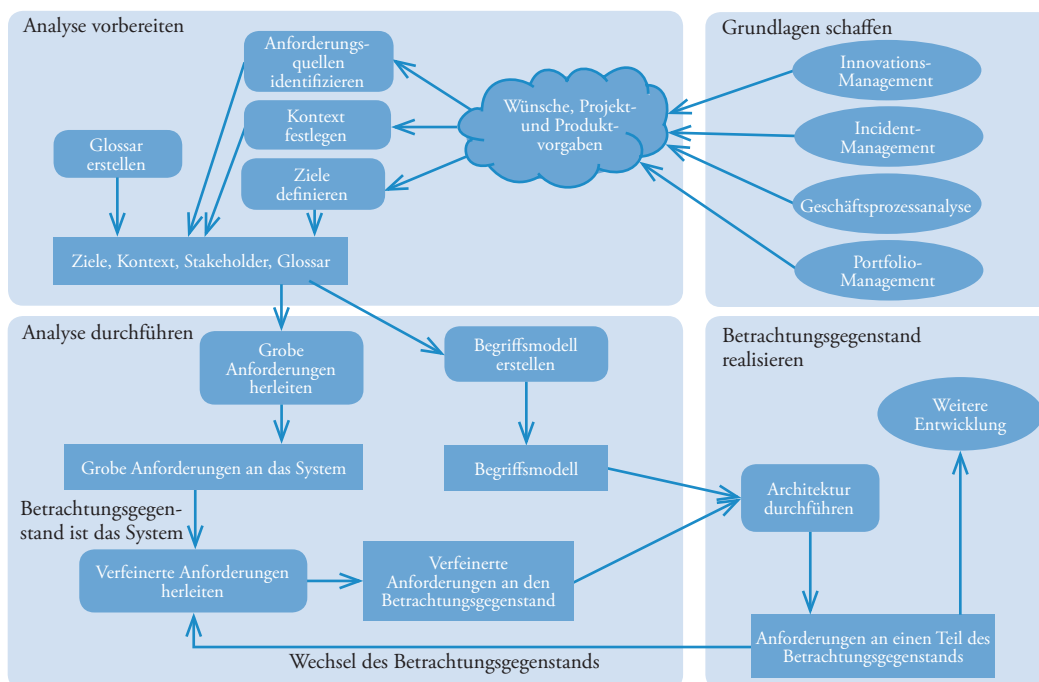 Analyse vorbereiten
Anforderungs-
quellen
identifizieren
Kontext
festlegen
Glossar
erstellen
Ziele
definieren
Wünsche, Projekt-
und Produkt-
vorgaben
Ziele, Kontext, Stakeholder, Glossar
Grundlagen schaffen
Innovations-
Management
Incident-
Management
Geschäftsprozessanalyse
Portfolio-
Management
Analyse durchführen
Grobe
Anforderungen
herleiten
Begriffsmodell
erstellen
Grobe Anforderungen an das System
Begriffsmodell
Betrachtungsgegen-
stand ist das System
Verfeinerte Anforderungen
herleiten
Verfeinerte
Anforderungen an den
Betrachtungsgegenstand
Wechsel des Betrachtungsgegenstands
Betrachtungsgegenstand
realisieren
Weitere
Entwicklung
Architektur
durchführen
Anforderungen an einen Teil des
Betrachtungsgegenstands